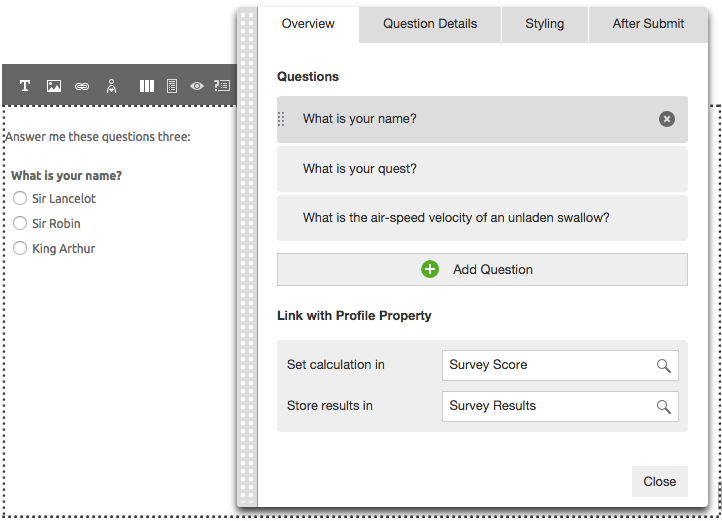 Overview
Question Details
Styling
After Submit
T
?
Answer me these questions three:
What is your name?
Sir Lancelot
Sir Robin
King Arthur
Questions
What is your name?
What is your quest?
What is the air-speed velocity of an unladen swallow?
Add Question
Link with Profile Property
Set calculation in
Survey Score
Store results in
Survey Results
Close